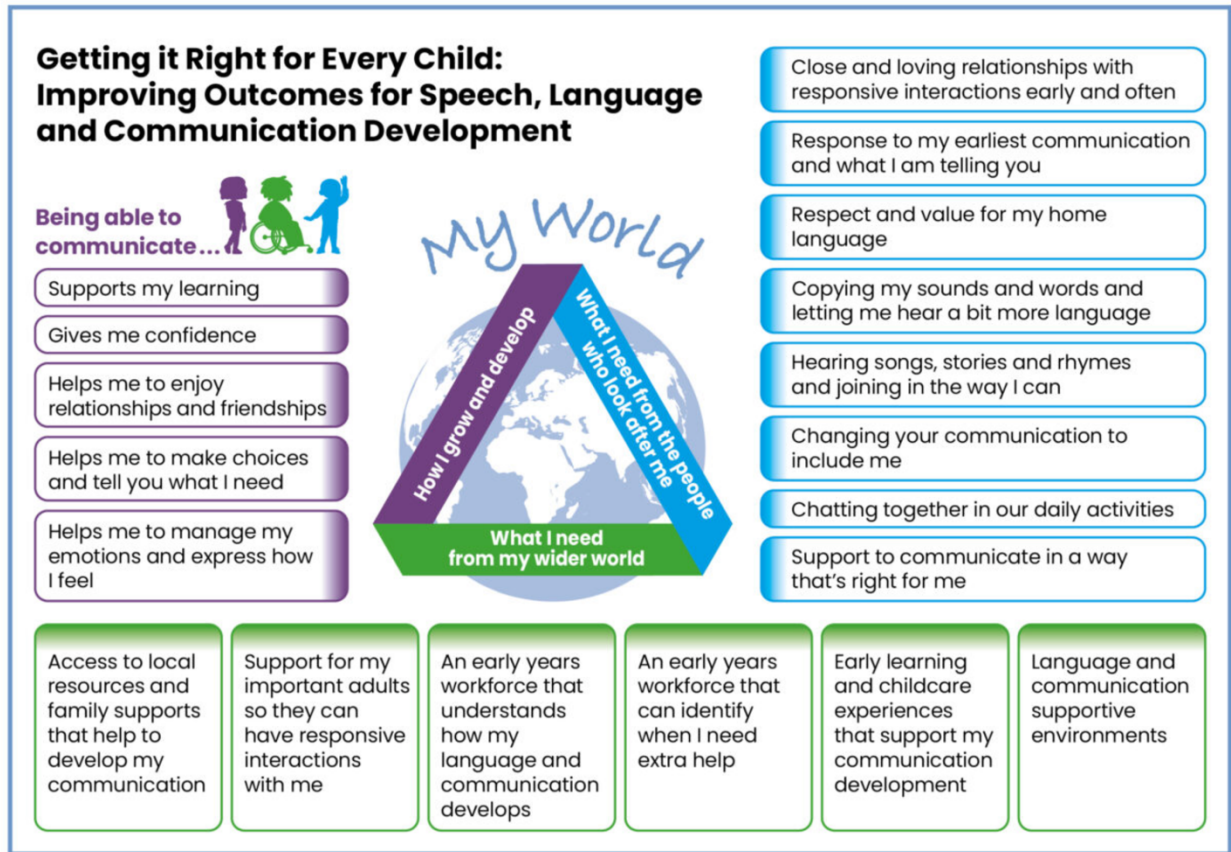 Getting it Right for Every Child:
Improving Outcomes for Speech, Language
and Communication Development
Being able to
communicate...
Supports my learning
Gives me confidence
Helps me to enjoy
relationships and friendships
Helps me to make choices
and tell you what I need
Helps me to manage my
emotions and express how
I feel
My World
How I grow and develop
What I need from the people
who look after me
What I need
from my wider world
Close and loving relationships with
responsive interactions early and often
Response to my earliest communication
and what I am telling you
Respect and value for my home
language
Copying my sounds and words and
letting me hear a bit more language
Hearing songs, stories and rhymes
and joining in the way I can
Changing your communication to
include me
Chatting together in our daily activities
Support to communicate in a way
that's right for me
Access to local
resources and
family supports
that help to
develop my
communication
Support for my
important adults
so they can
have responsive
interactions
with me
An early years
workforce that
understands
how my
language and
communication
develops
An early years
workforce that
can identify
when I need
extra help
Early learning
and childcare
experiences
that support my
communication
development
Language and
communication
supportive
environments